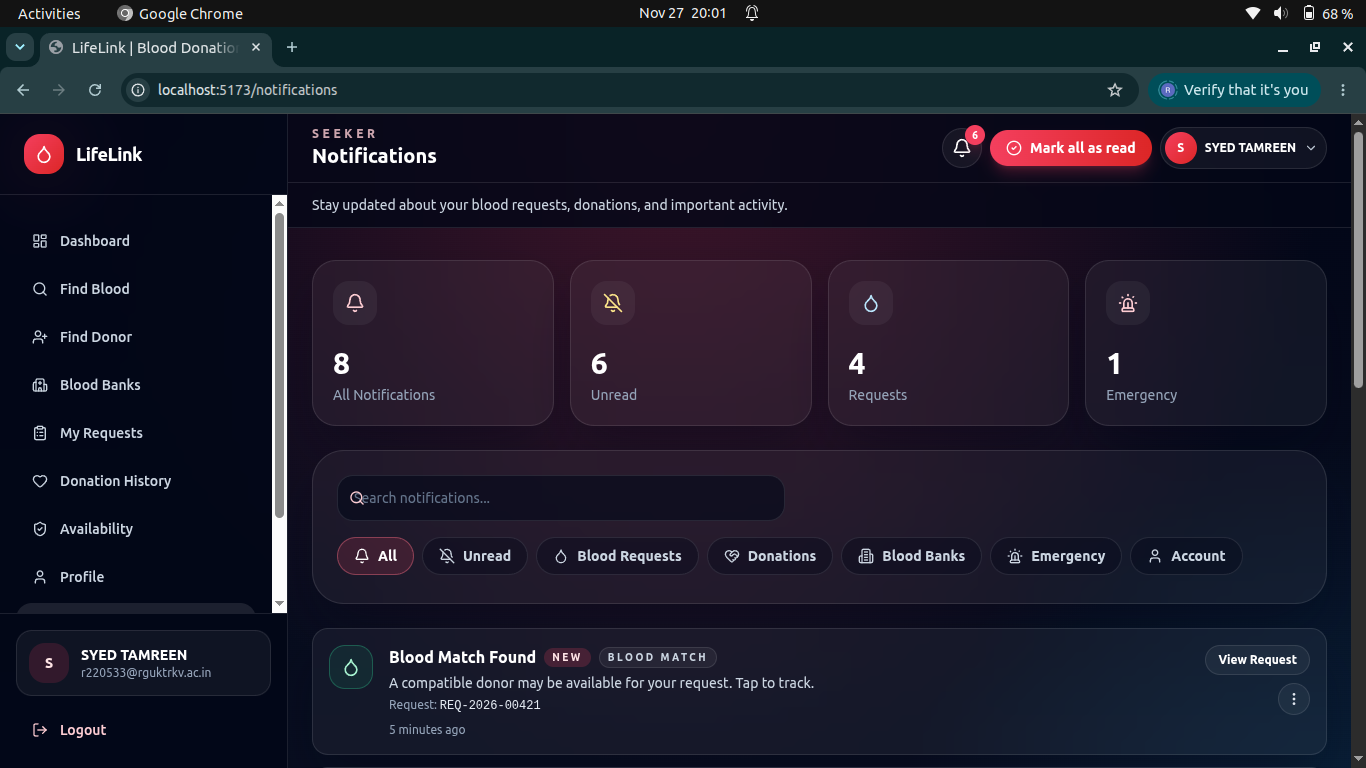 Activities Google Chrome Nov 27 20:01 68 %
LifeLink | Blood Donatio
localhost:5173/notifications Verify that it's you
LifeLink
Dashboard
Find Blood
Find Donor
Blood Banks
My Requests
Donation History
Availability
Profile
S SYED TAMREEN
r220533@rguktrkv.ac.in
Logout
SEEKER
Notifications
6 Mark all as read S SYED TAMREEN
Stay updated about your blood requests, donations, and important activity.
8
All Notifications
6
Unread
4
Requests
1
Emergency
Search notifications...
All Unread Blood Requests Donations Blood Banks Emergency Account
Blood Match Found NEW BLOOD MATCH View Request
A compatible donor may be available for your request. Tap to track.
Request: REQ-2026-00421
5 minutes ago